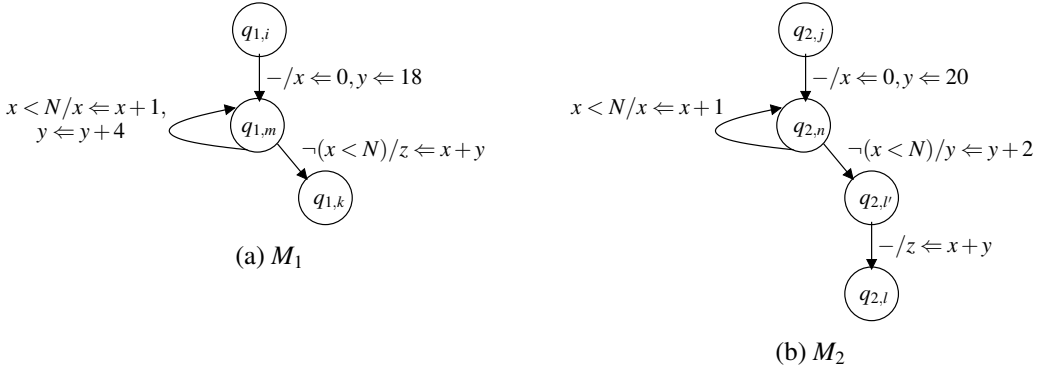 q1,i
−/x ⇐ 0, y ⇐ 18
x < N/x ⇐ x+1,
y ⇐ y+4
q1,m
¬(x < N)/z ⇐ x+y
q1,k
(a) M1
q2,j
−/x ⇐ 0, y ⇐ 20
x < N/x ⇐ x+1
q2,n
¬(x < N)/y ⇐ y+2
q2,l′
−/z ⇐ x+y
q2,l
(b) M2